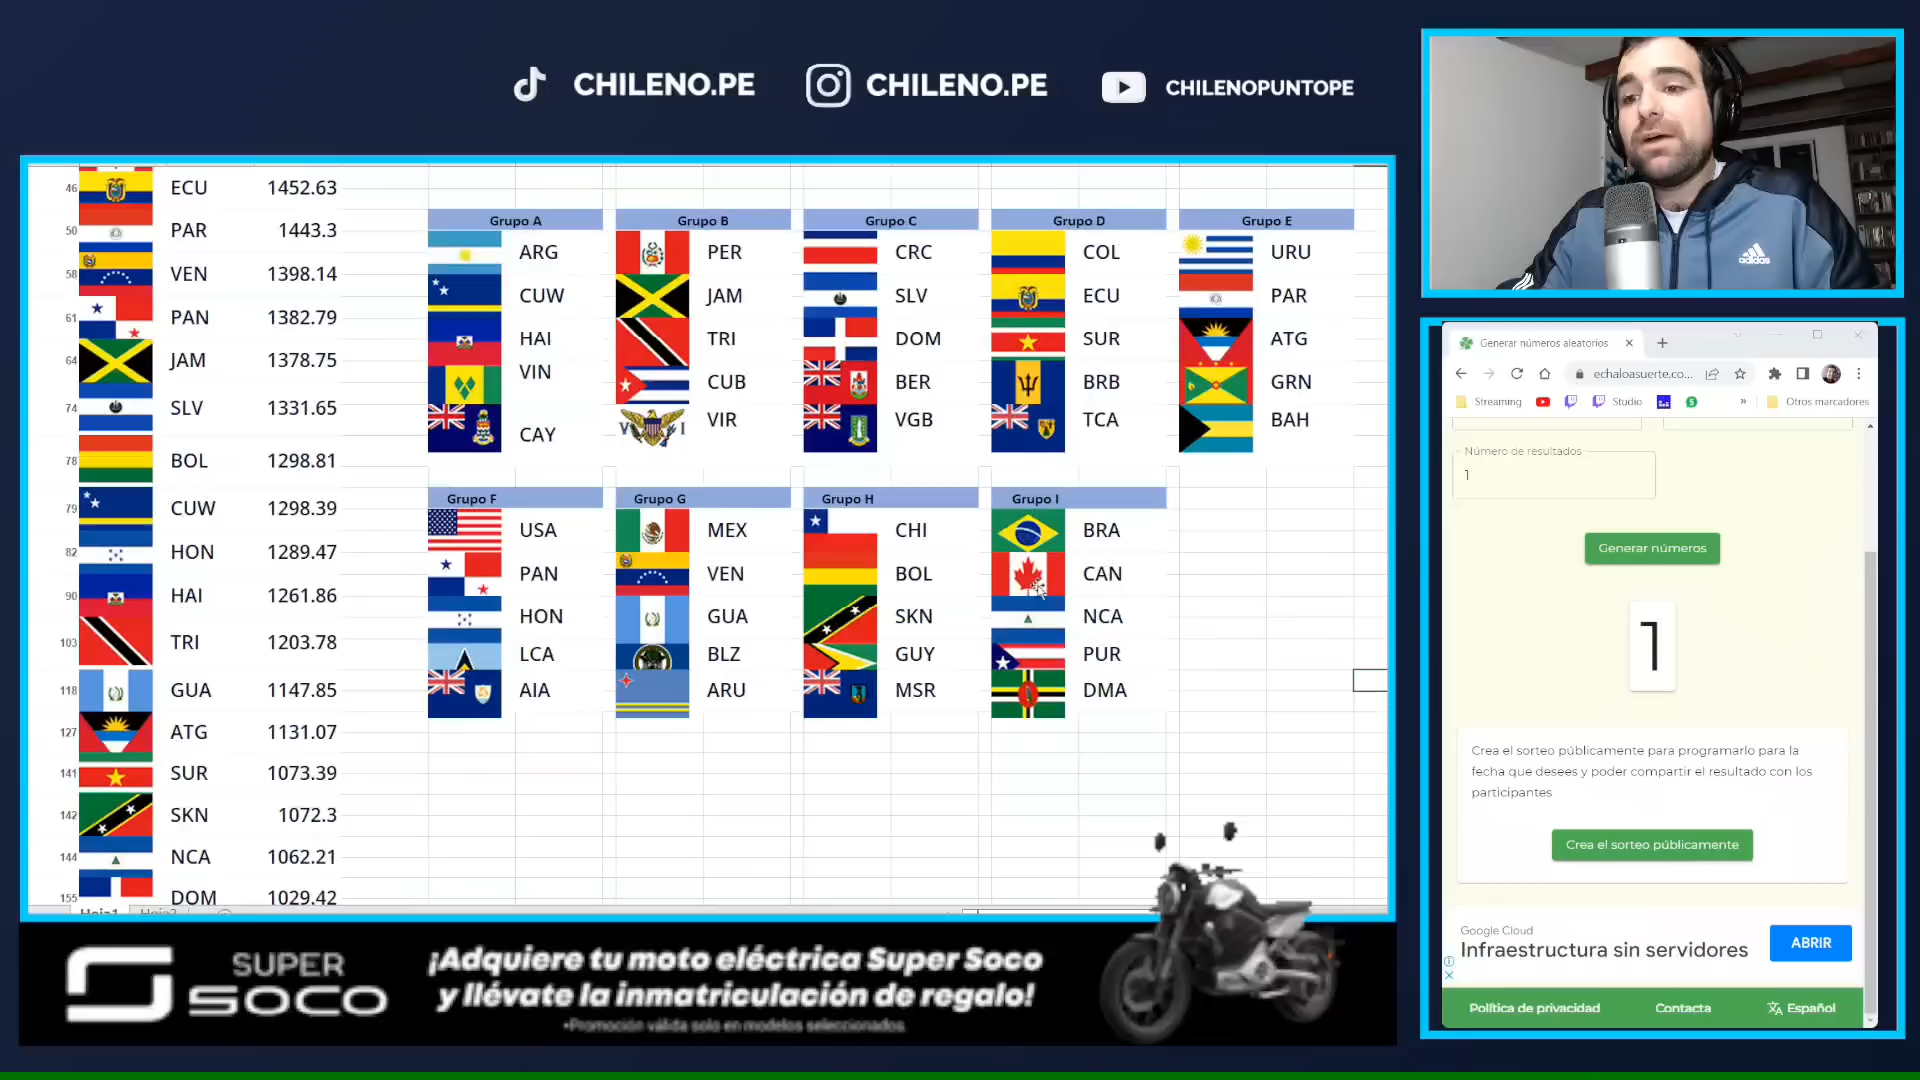 CHILENO.PE CHILENO.PE CHILENOPUNTOPE
46 ECU 1452.63
50 PAR 1443.3
58 VEN 1398.14
61 PAN 1382.79
64 JAM 1378.75
74 SLV 1331.65
78 BOL 1298.81
79 CUW 1298.39
82 HON 1289.47
90 HAI 1261.86
103 TRI 1203.78
118 GUA 1147.85
127 ATG 1131.07
141 SUR 1073.39
142 SKN 1072.3
144 NCA 1062.21
155 DOM 1029.42
Grupo A Grupo B Grupo C Grupo D Grupo E
ARG PER CRC COL URU
CUW JAM SLV ECU PAR
HAI TRI DOM SUR ATG
VIN CUB BER BRB GRN
CAY VIR VGB TCA BAH
V I
Grupo F Grupo G Grupo H Grupo I
USA MEX CHI BRA
PAN VEN BOL CAN
HON GUA SKN NCA
LCA BLZ GUY PUR
AIA ARU MSR DMA
Hoja1 Hoja2
SUPER
SOCO
¡Adquiere tu moto eléctrica Super Soco
y llévate la inmatriculación de regalo!
*Promoción válida solo en modelos seleccionados.
adidas
Generar números aleatorios
echaloasuerte.co...
Streaming Studio » Otros marcadores
Número de resultados
1
Generar números
1
Crea el sorteo públicamente para programarlo para la
fecha que desees y poder compartir el resultado con los
participantes
Crea el sorteo públicamente
Google Cloud
Infraestructura sin servidores
ABRIR
Política de privacidad Contacta Español